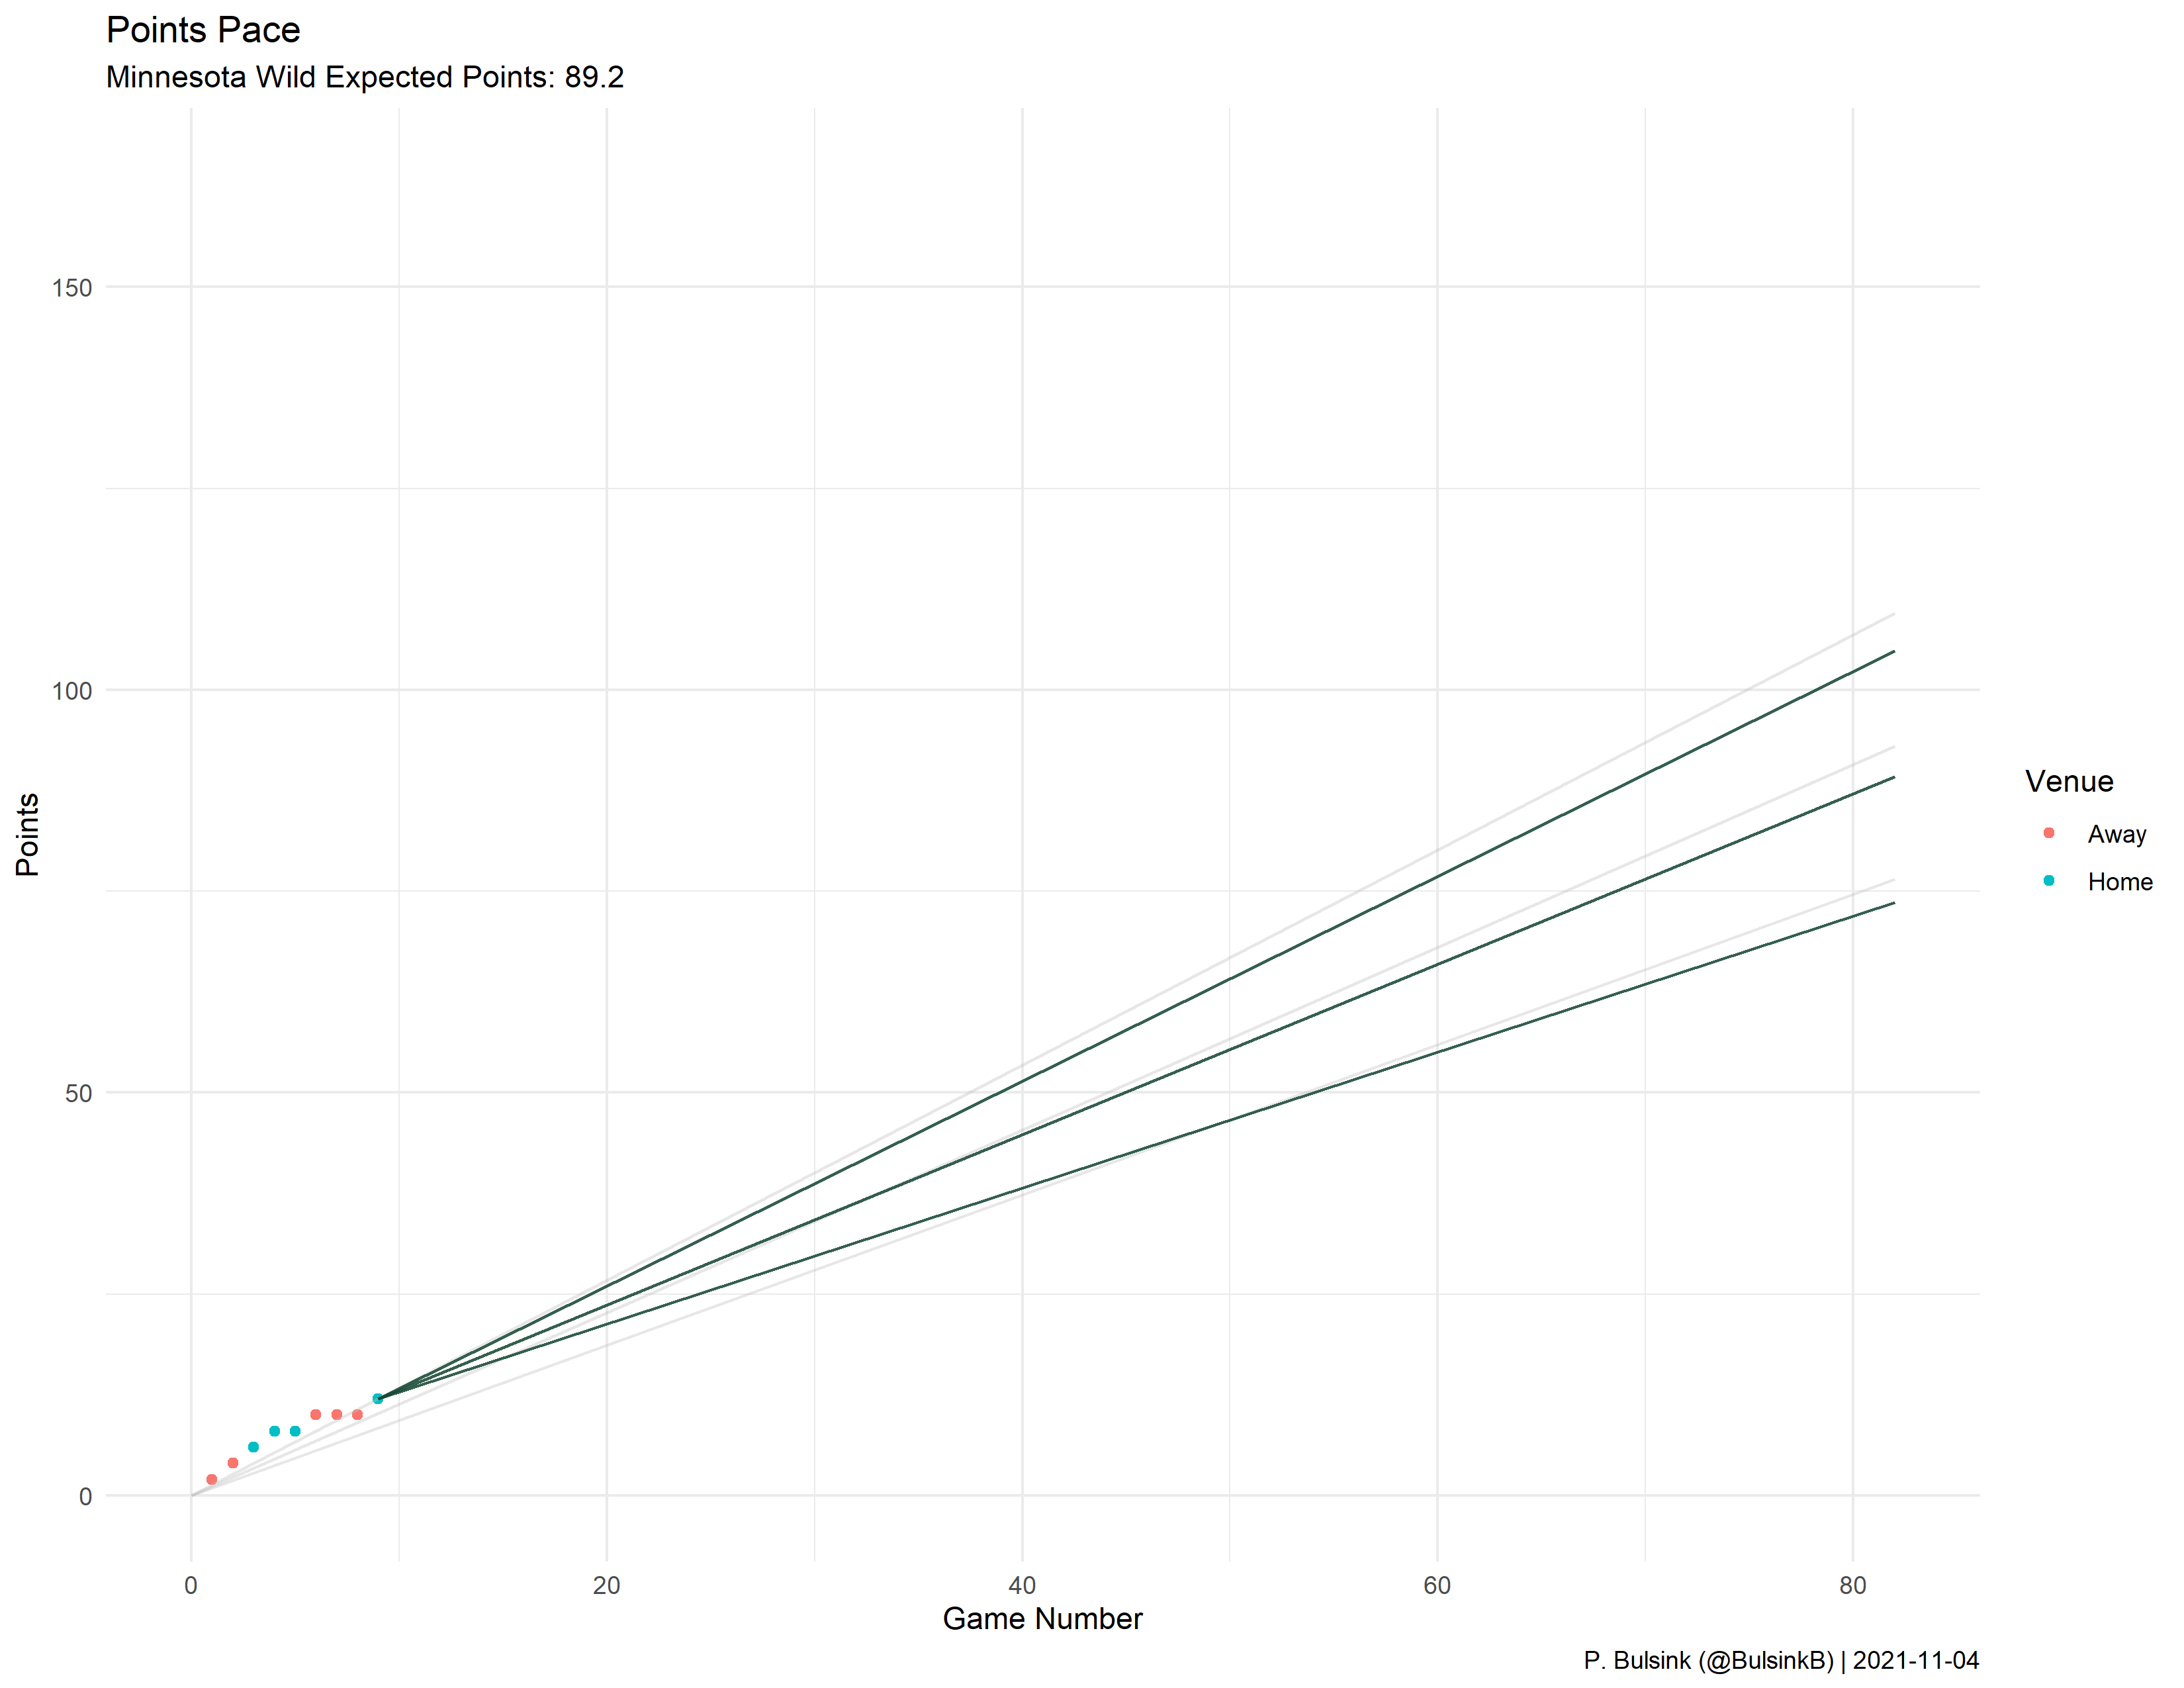 Points Pace
Minnesota Wild Expected Points: 89.2
150
100
50
0
Points
0 20 40 60 80
Game Number
Venue
Away
Home
P. Bulsink (@BulsinkB) | 2021-11-04